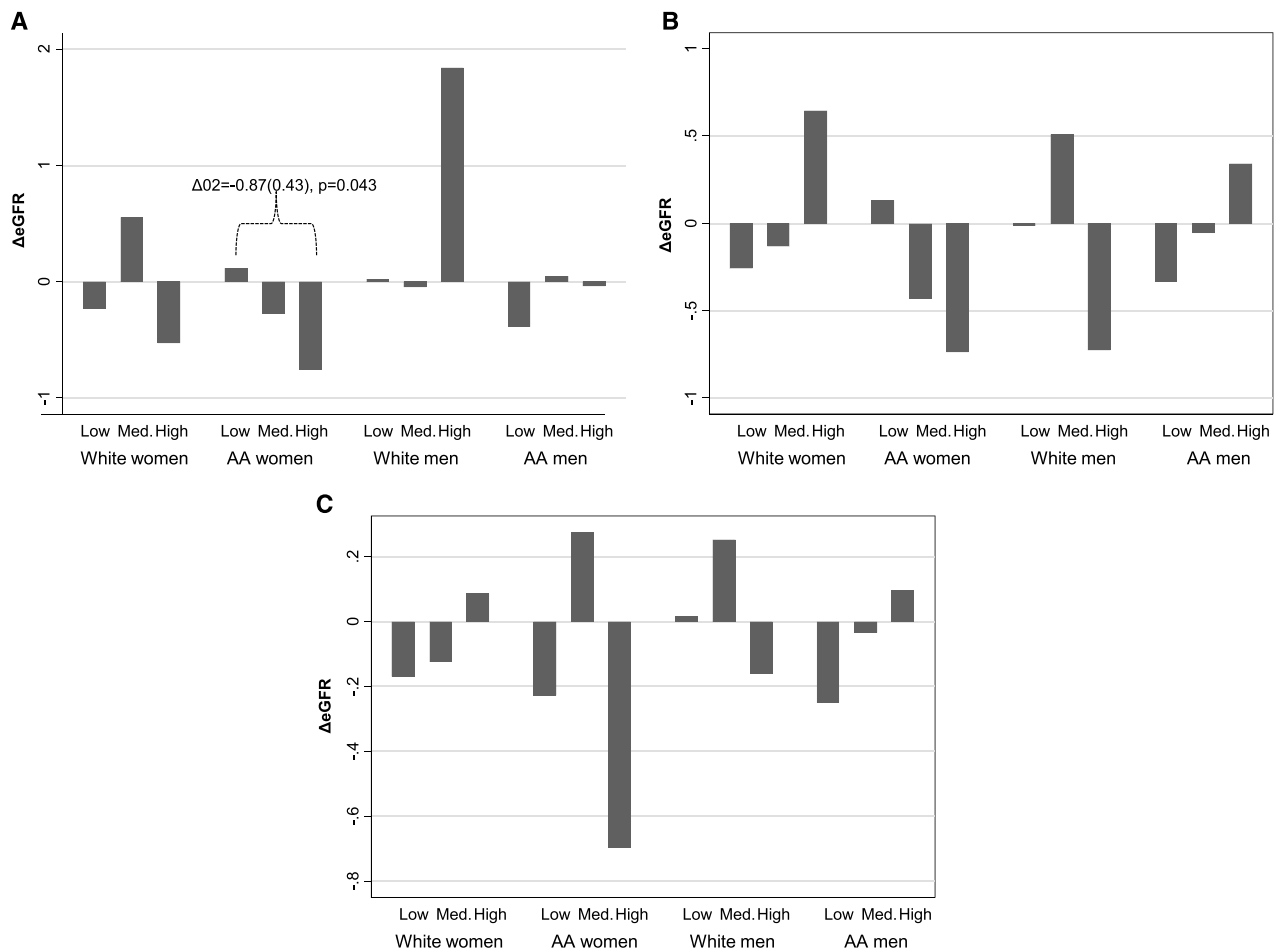 A
2
1
0
-1
ΔeGFR
Δ02=-0.87(0.43), p=0.043
Low Med. High Low Med. High Low Med. High Low Med. High
White women AA women White men AA men
B
1
.5
0
-.5
-1
ΔeGFR
Low Med. High Low Med. High Low Med. High Low Med. High
White women AA women White men AA men
C
.2
0
-.2
-.4
-.6
-.8
ΔeGFR
Low Med. High Low Med. High Low Med. High Low Med. High
White women AA women White men AA men